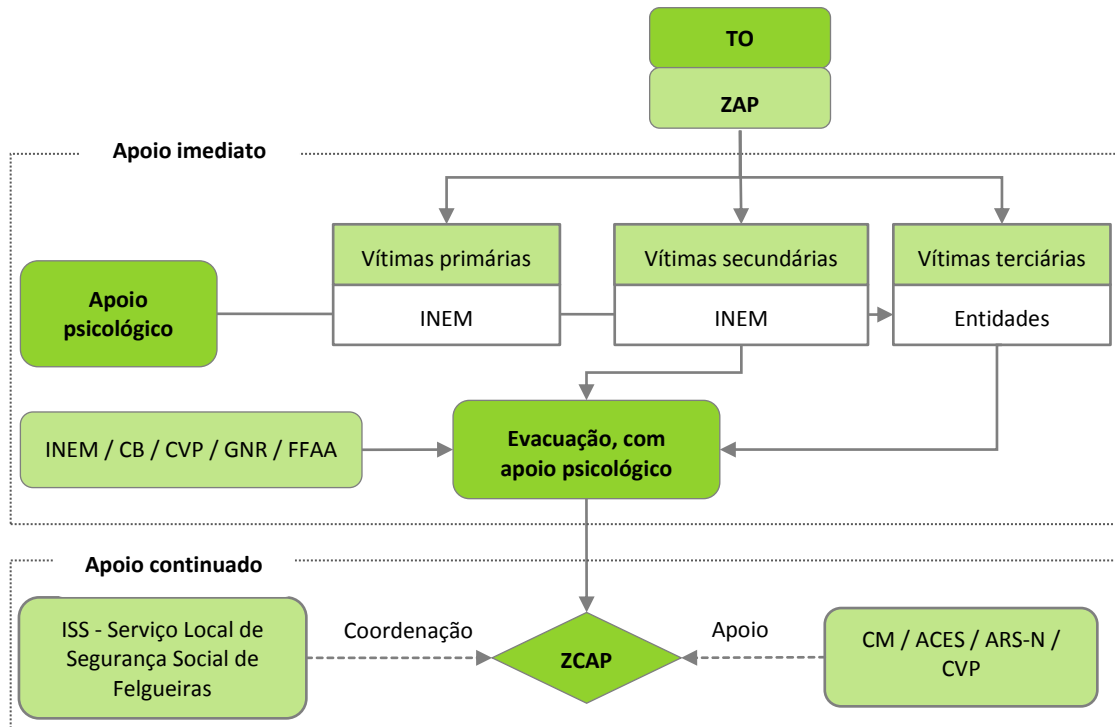 TO
ZAP
Apoio imediato
Vítimas primárias
INEM
Vítimas secundárias
INEM
Vítimas terciárias
Entidades
Apoio
psicológico
INEM / CB / CVP / GNR / FFAA
Evacuação, com
apoio psicológico
Apoio continuado
ISS - Serviço Local de
Segurança Social de
Felgueiras
Coordenação
ZCAP
Apoio
CM / ACES / ARS-N /
CVP